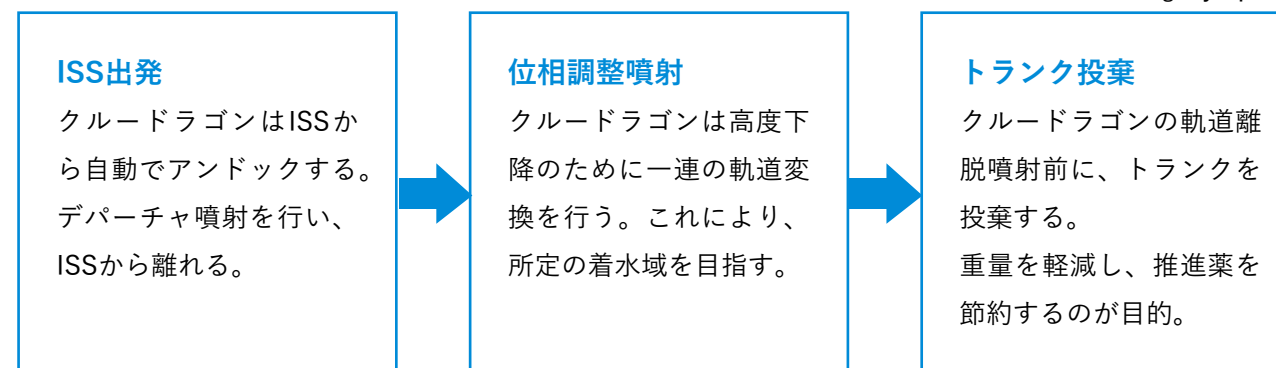 ISS出発
クルードラゴンはISSか
ら自動でアンドックする。
デパーチャ噴射を行い、
ISSから離れる。
位相調整噴射
クルードラゴンは高度下
降のために一連の軌道変
換を行う。これにより、
所定の着水域を目指す。
トランク投棄
クルードラゴンの軌道離
脱噴射前に、トランクを
投棄する。
重量を軽減し、推進薬を
節約するのが目的。